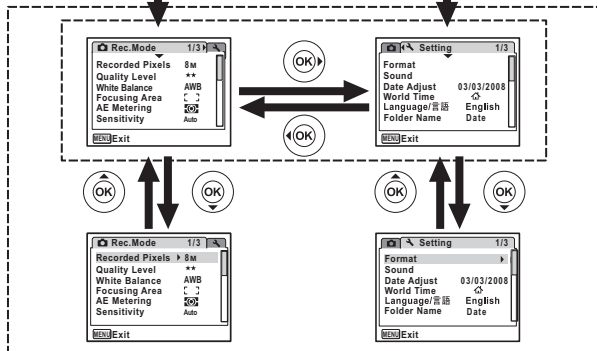 Rec.Mode 1/3
Recorded Pixels 8M
Quality Level ★★
White Balance AWB
Focusing Area
AE Metering
Sensitivity Auto
MENU Exit
OK
OK
Setting 1/3
Format
Sound
Date Adjust 03/03/2008
World Time
Language/言語 English
Folder Name Date
MENU Exit
OK
OK
OK
OK
Rec.Mode 1/3
Recorded Pixels 8M
Quality Level ★★
White Balance AWB
Focusing Area
AE Metering
Sensitivity Auto
MENU Exit
Setting 1/3
Format
Sound
Date Adjust 03/03/2008
World Time
Language/言語 English
Folder Name Date
MENU Exit